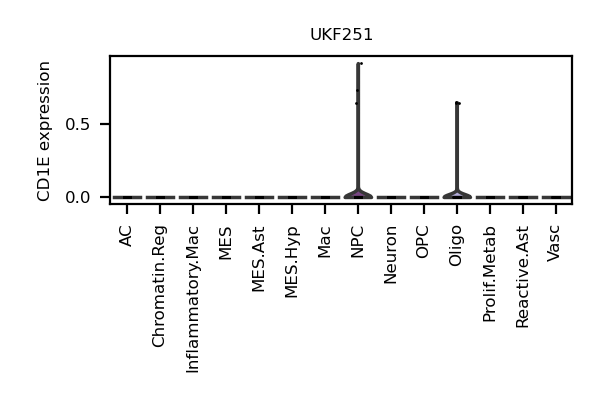 UKF251
CD1E expression
0.5
0.0
AC
Chromatin.Reg
Inflammatory.Mac
MES
MES.Ast
MES.Hyp
Mac
NPC
Neuron
OPC
Oligo
Prolif.Metab
Reactive.Ast
Vasc